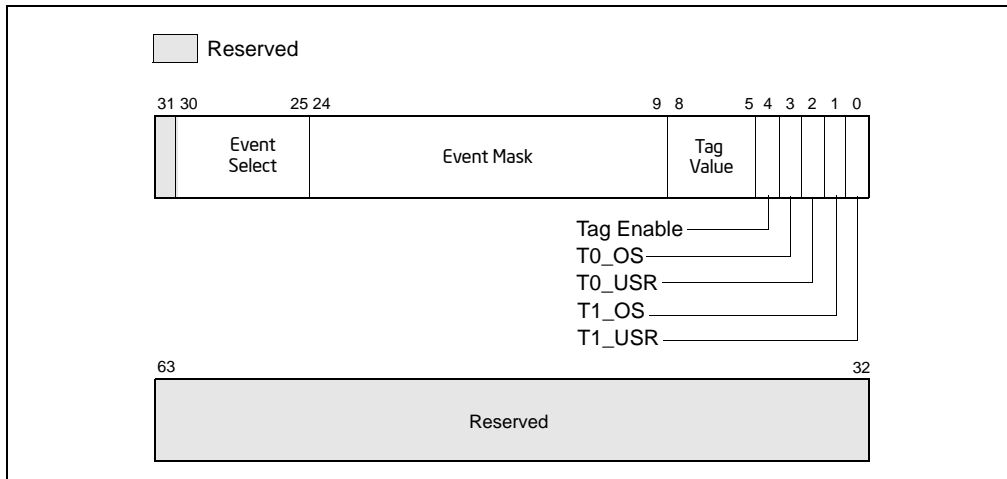 Reserved
31 30 25 24 9 8 5 4 3 2 1 0
Event
Select
Event Mask
Tag
Value
Tag Enable
T0_OS
T0_USR
T1_OS
T1_USR
63 32
Reserved